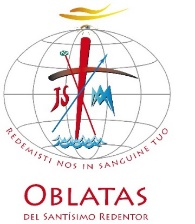 JS M
REDEMISTI NOS IN SANGUINE TUO
OBLATAS
DEL SANTÍSIMO REDENTOR